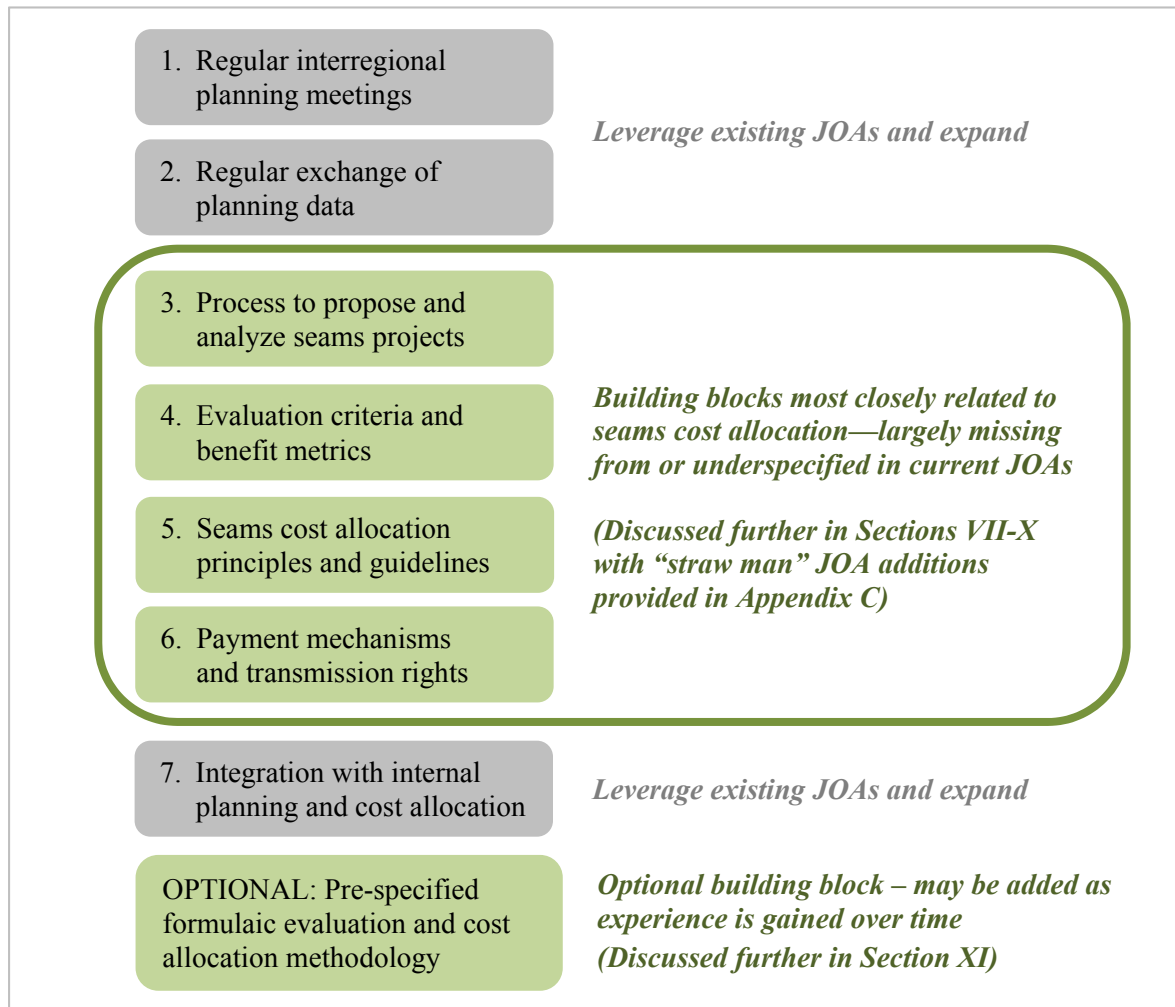 1. Regular interregional
planning meetings
Leverage existing JOAs and expand
2. Regular exchange of
planning data
3. Process to propose and
analyze seams projects
4. Evaluation criteria and
benefit metrics
Building blocks most closely related to
seams cost allocation—largely missing
from or underspecified in current JOAs
5. Seams cost allocation
principles and guidelines
(Discussed further in Sections VII-X
with “straw man” JOA additions
provided in Appendix C)
6. Payment mechanisms
and transmission rights
7. Integration with internal
planning and cost allocation
Leverage existing JOAs and expand
OPTIONAL: Pre-specified
formulaic evaluation and cost
allocation methodology
Optional building block – may be added as
experience is gained over time
(Discussed further in Section XI)